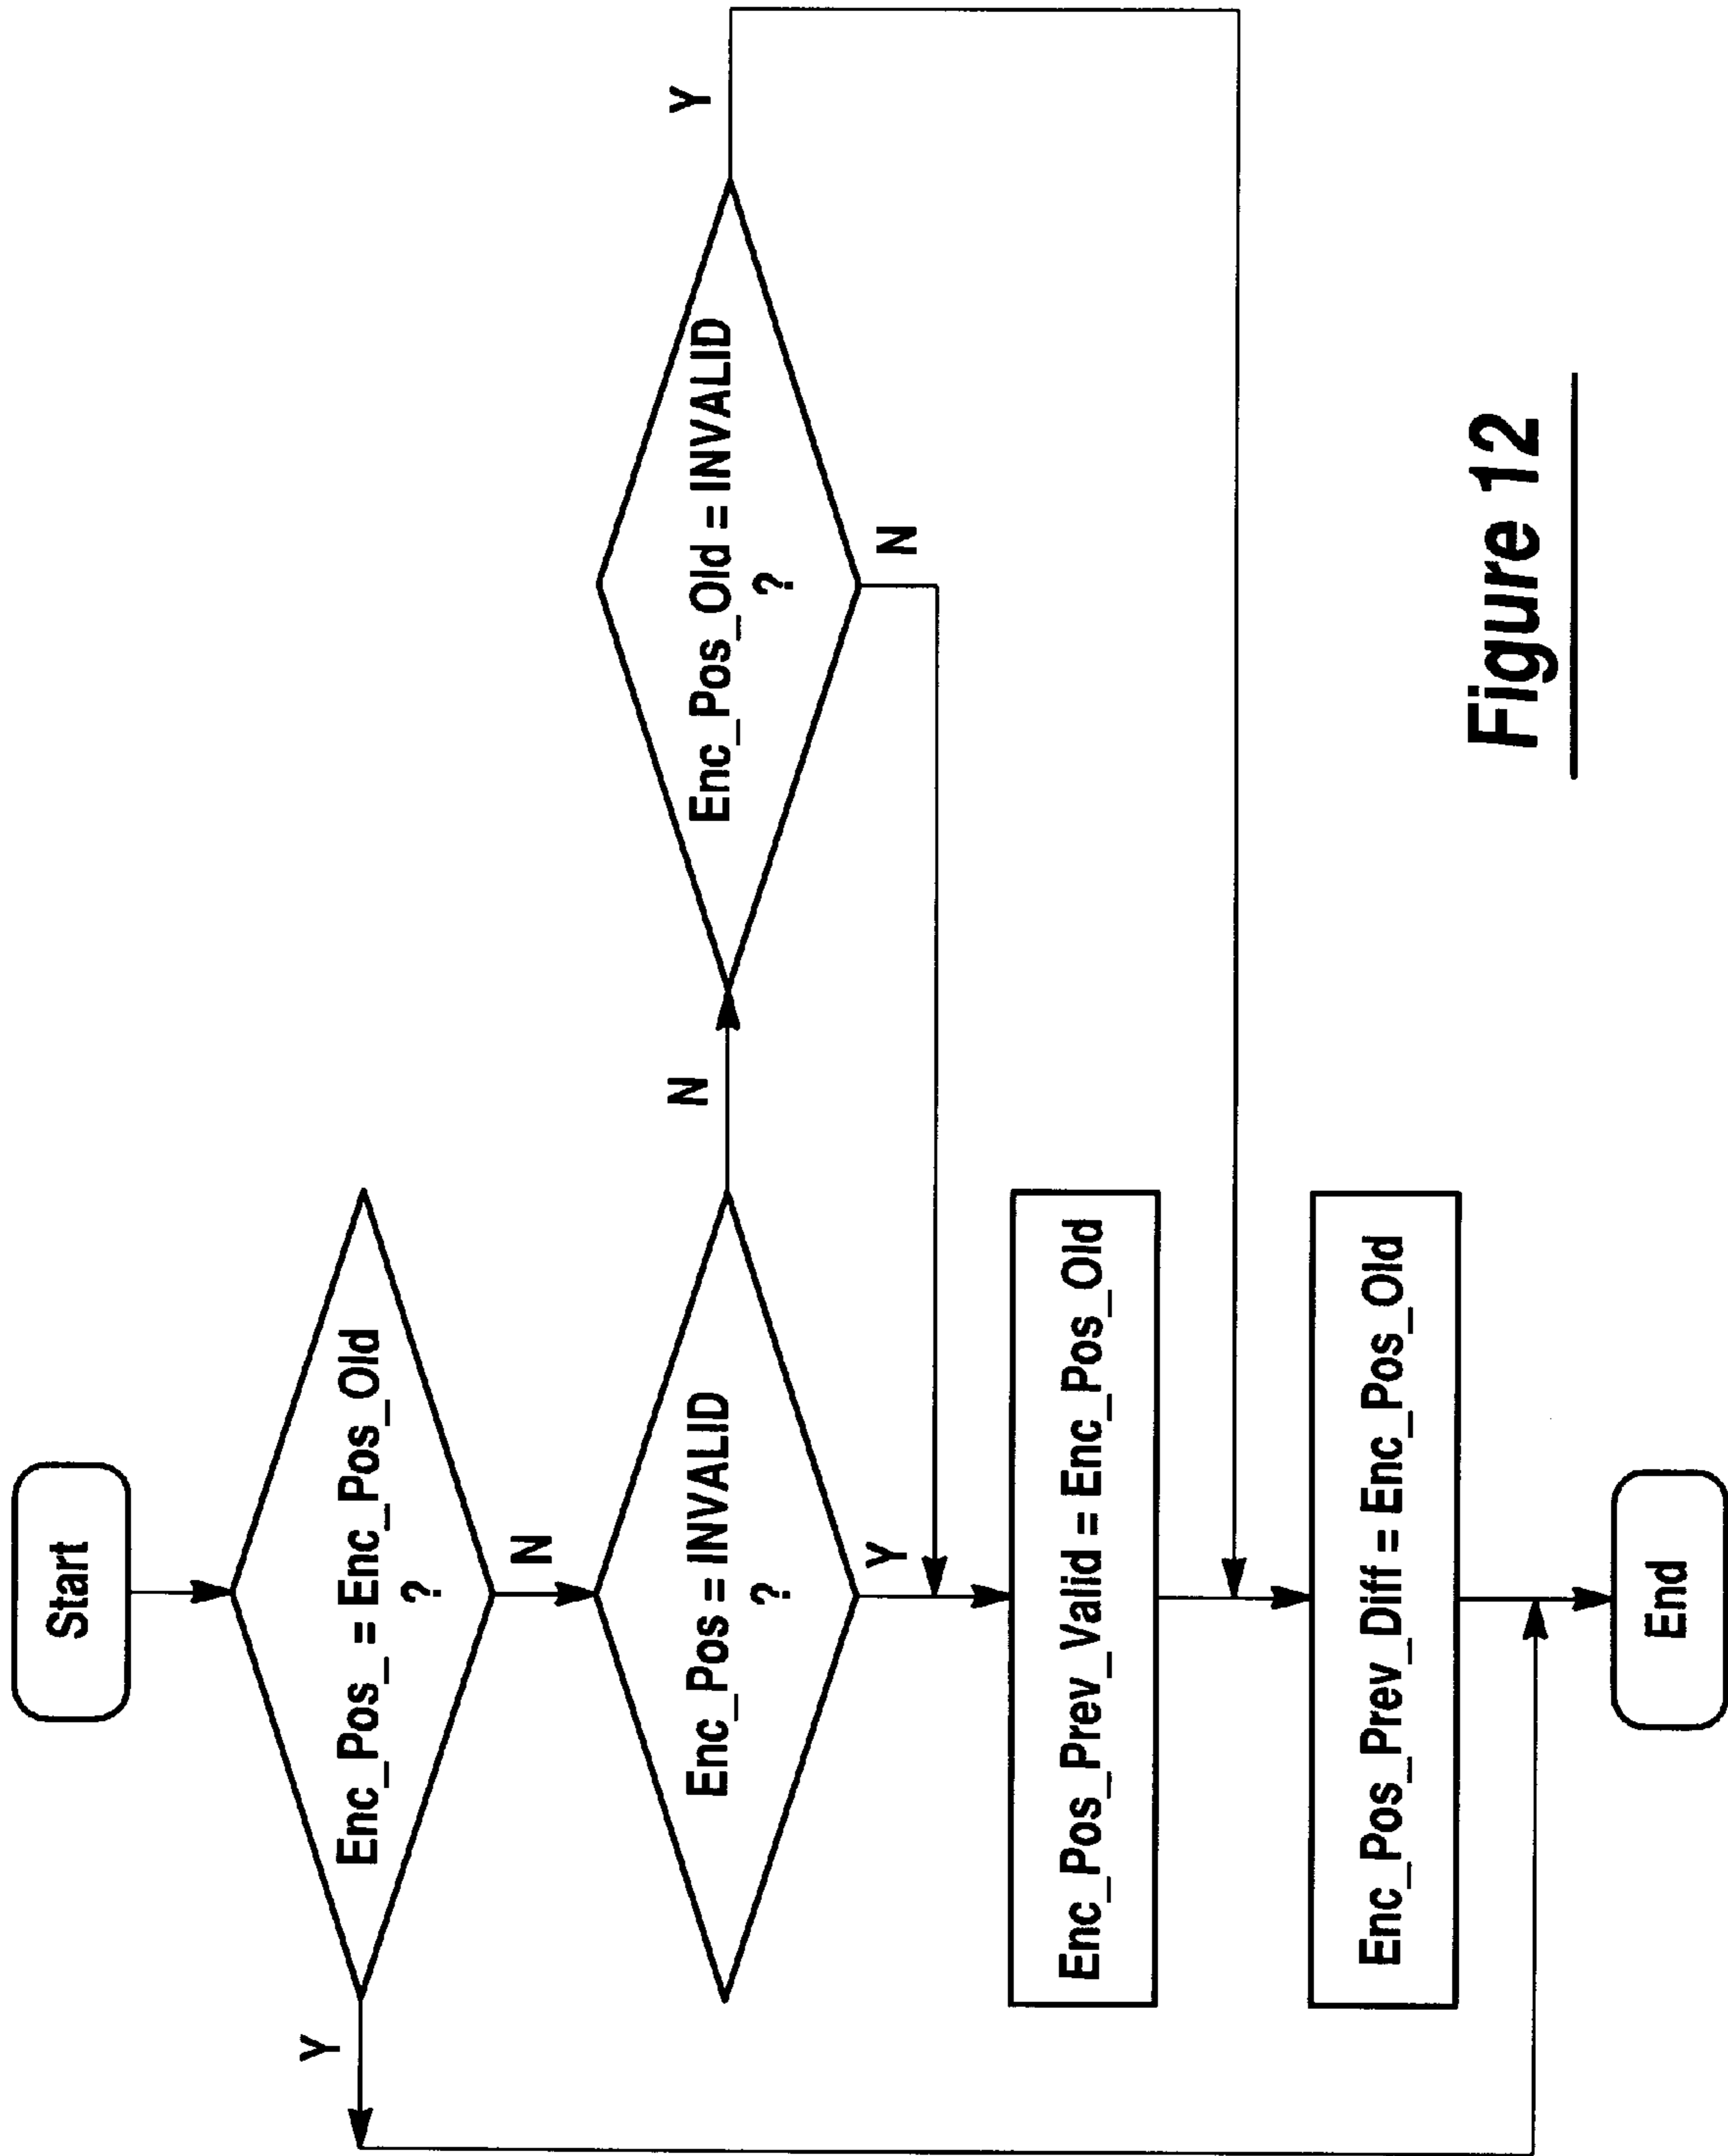 Start
Enc_Pos_ = Enc_Pos_Old
?
Y
N
Enc_Pos = INVALID
?
N
Enc_Pos_Old = INVALID
?
Y
Y
N
Enc_Pos_Prev_Valid = Enc_Pos_Old
Enc_Pos_Prev_Diff = Enc_Pos_Old
End
Figure 12